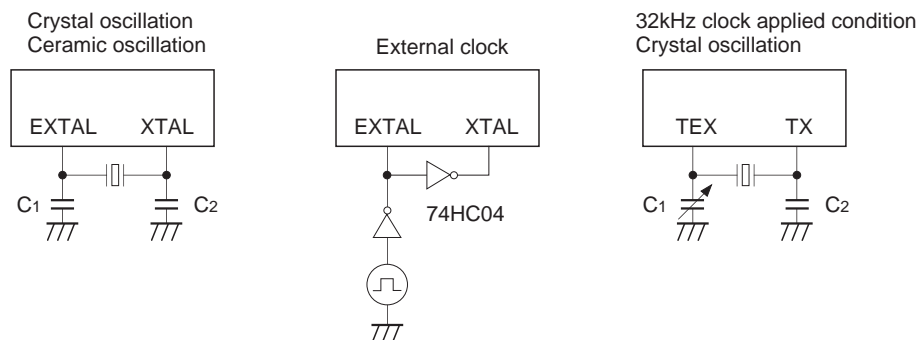 Crystal oscillation
Ceramic oscillation
EXTAL XTAL
C1 C2
External clock
EXTAL XTAL
74HC04
32kHz clock applied condition
Crystal oscillation
TEX TX
C1 C2